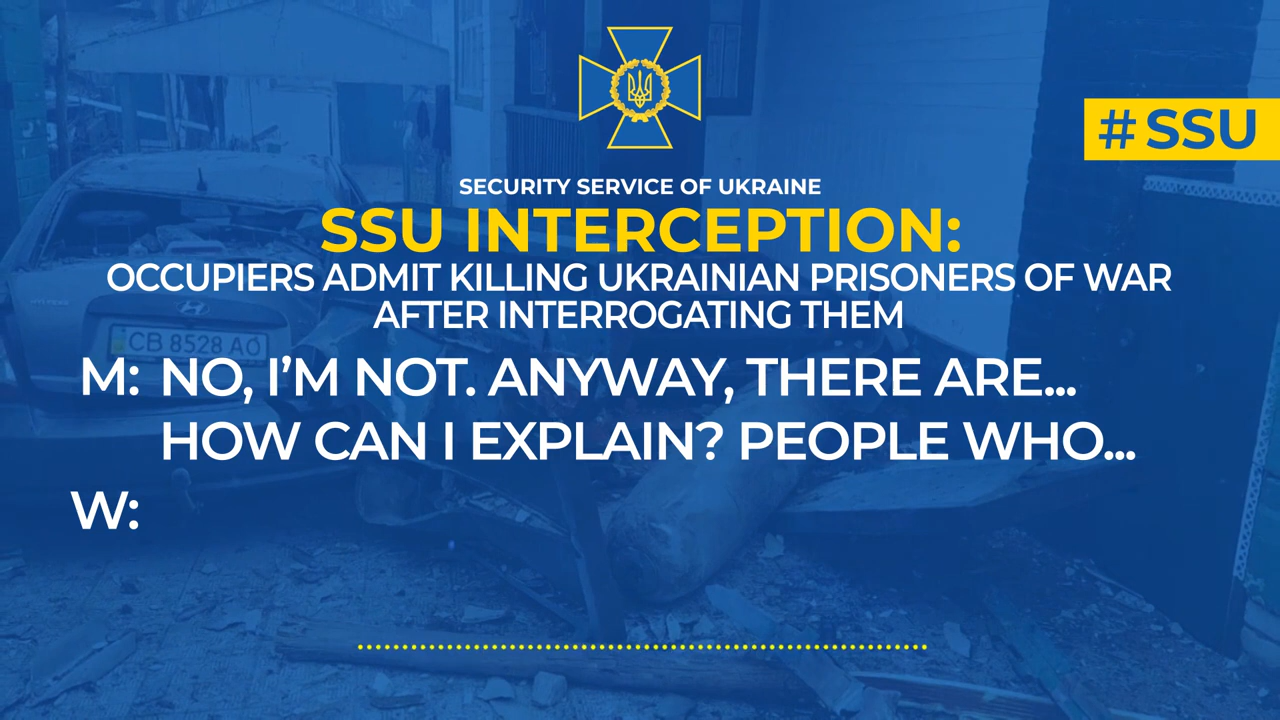 #SSU
SECURITY SERVICE OF UKRAINE
SSU INTERCEPTION:
OCCUPIERS ADMIT KILLING UKRAINIAN PRISONERS OF WAR
AFTER INTERROGATING THEM
CB 8528 AO
M: NO, I'M NOT. ANYWAY, THERE ARE...
HOW CAN I EXPLAIN? PEOPLE WHO...
W: